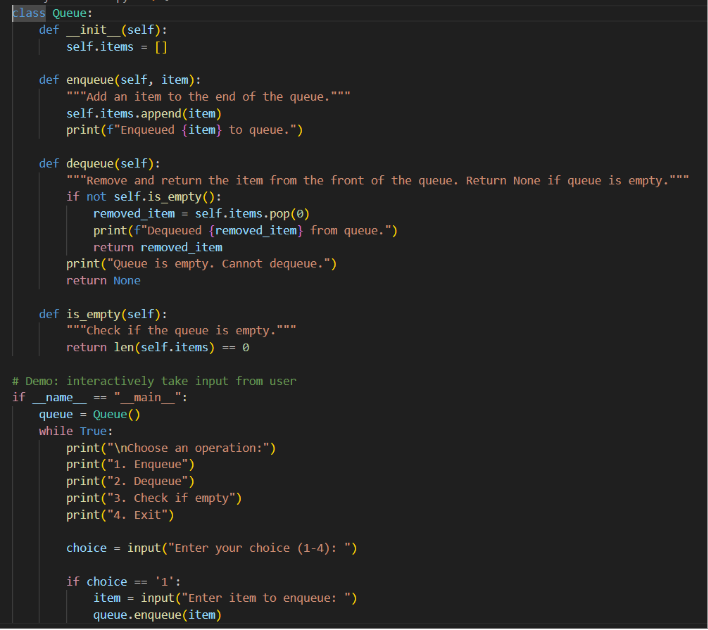 class Queue:
    def __init__(self):
        self.items = []

    def enqueue(self, item):
        """Add an item to the end of the queue."""
        self.items.append(item)
        print(f"Enqueued {item} to queue.")

    def dequeue(self):
        """Remove and return the item from the front of the queue. Return None if queue is empty."""
        if not self.is_empty():
            removed_item = self.items.pop(0)
            print(f"Dequeued {removed_item} from queue.")
            return removed_item
        print("Queue is empty. Cannot dequeue.")
        return None

    def is_empty(self):
        """Check if the queue is empty."""
        return len(self.items) == 0

# Demo: interactively take input from user
if __name__ == "__main__":
    queue = Queue()
    while True:
        print("\nChoose an operation:")
        print("1. Enqueue")
        print("2. Dequeue")
        print("3. Check if empty")
        print("4. Exit")

        choice = input("Enter your choice (1-4): ")

        if choice == '1':
            item = input("Enter item to enqueue: ")
            queue.enqueue(item)